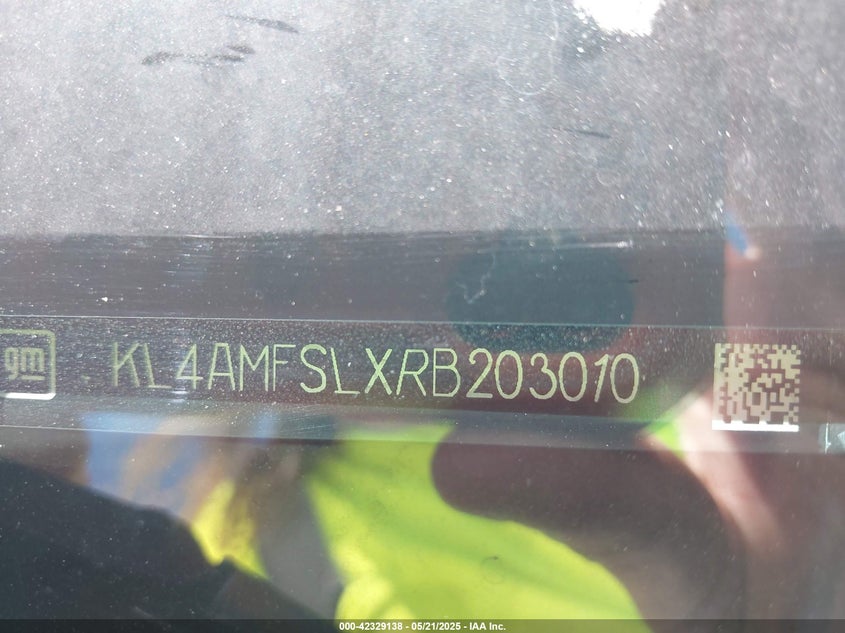 gm KL4AMFSLXRB203010
000-42329138 - 05/21/2025 - IAA Inc.